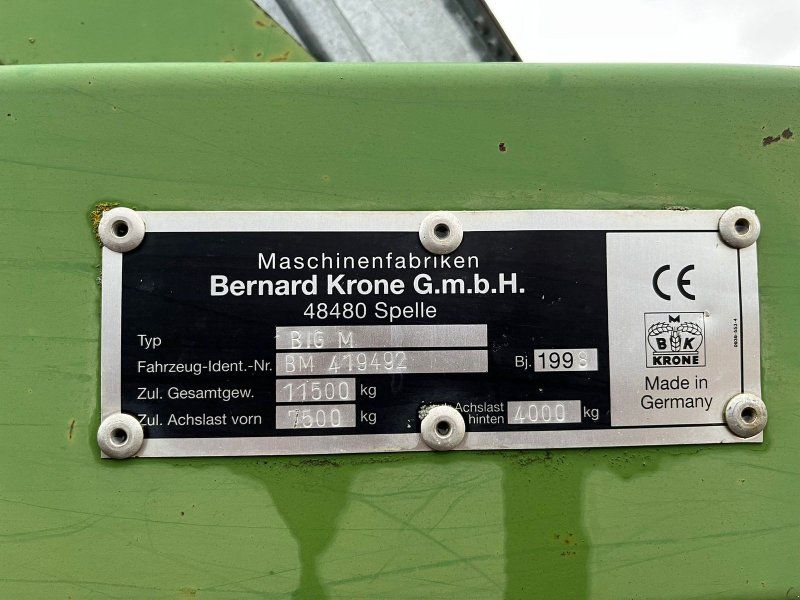 Maschinenfabriken
Bernard Krone G.m.b.H.
48480 Spelle
Typ BIG M
Fahrzeug-Ident.-Nr. BM 419492 Bj. 1998
Zul. Gesamtgew. 11500 kg
Zul. Achslast vorn 7500 kg Achslast hinten 4000 kg
CE
M
B K
KRONE
Made in
Germany